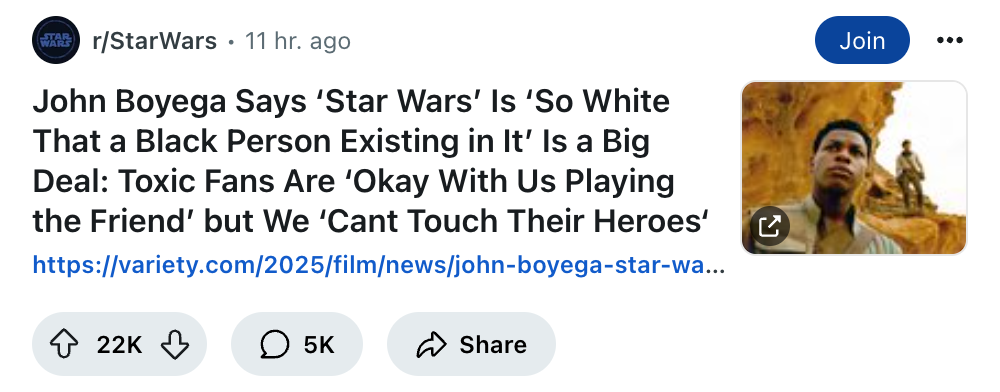 STAR
WARS
r/StarWars • 11 hr. ago
Join
John Boyega Says ‘Star Wars’ Is ‘So White
That a Black Person Existing in It’ Is a Big
Deal: Toxic Fans Are ‘Okay With Us Playing
the Friend’ but We ‘Cant Touch Their Heroes‘
https://variety.com/2025/film/news/john-boyega-star-wa...
22K
5K
Share